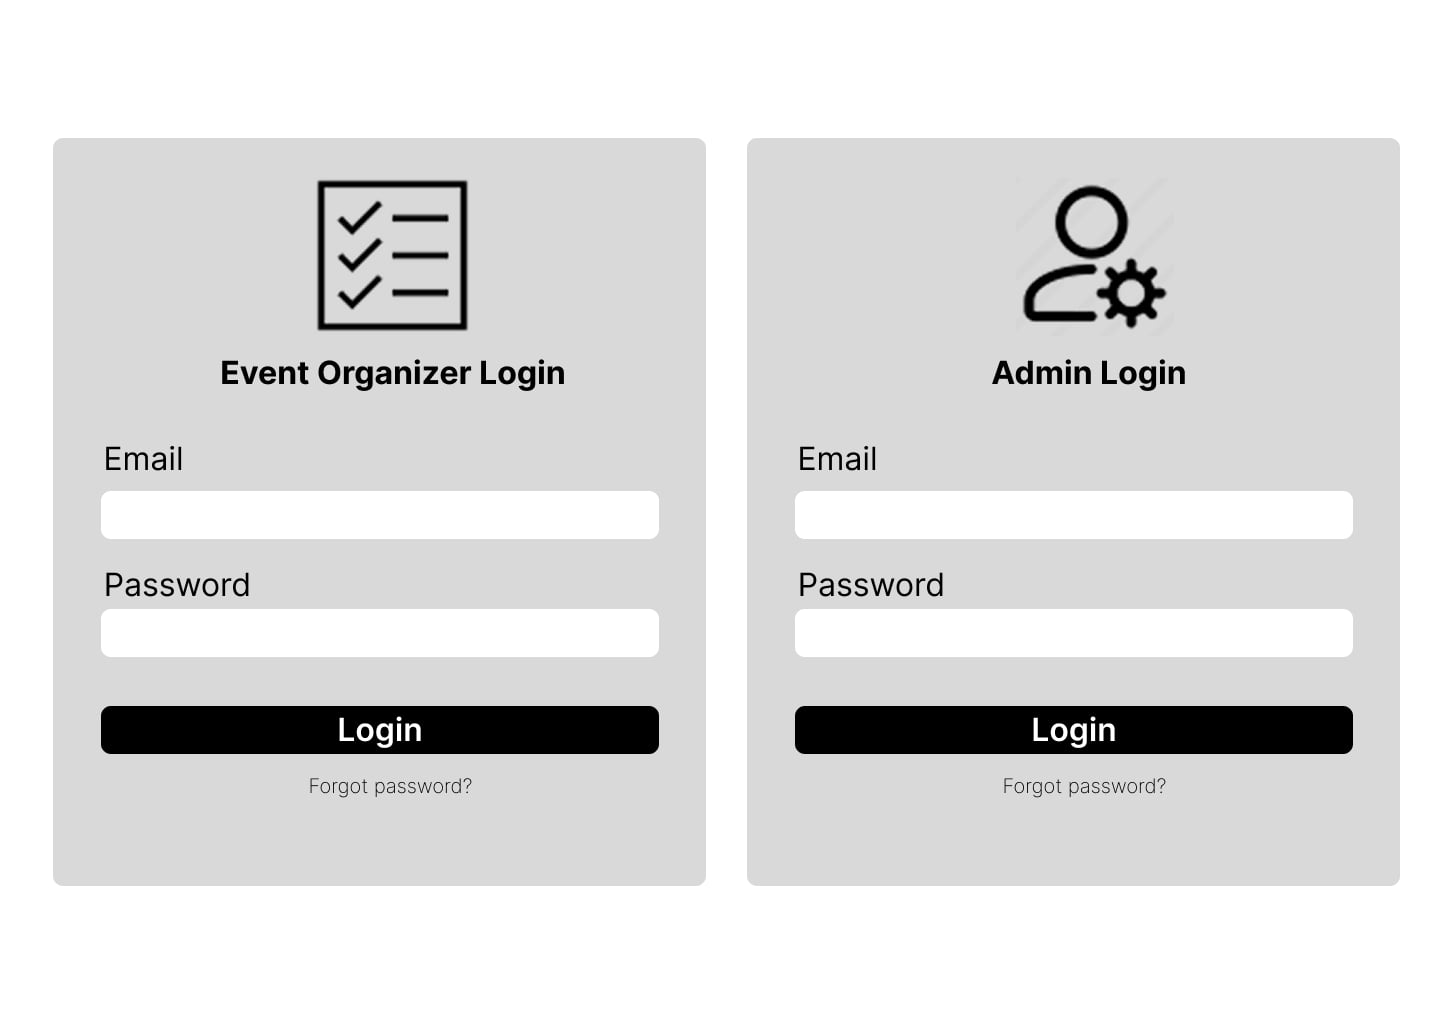 Event Organizer Login
Email
Password
Login
Forgot password?
Admin Login
Email
Password
Login
Forgot password?